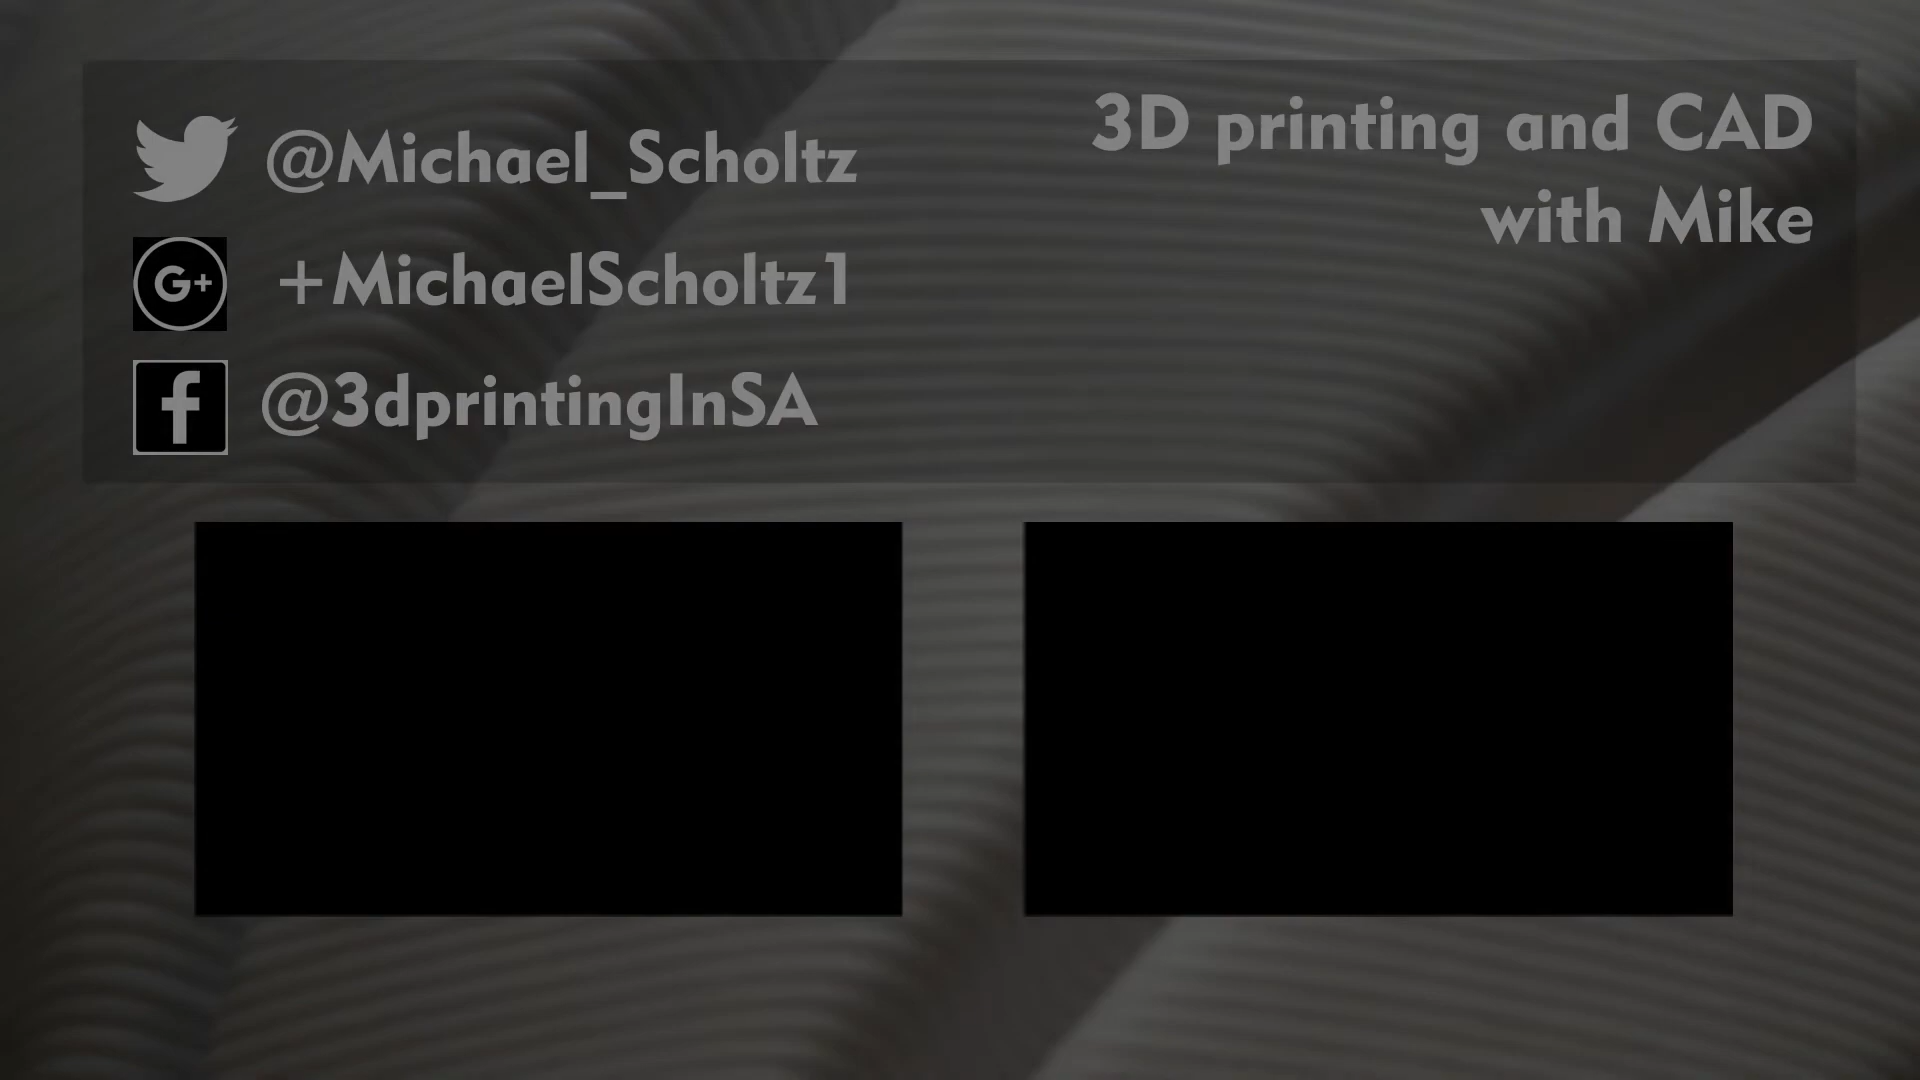 @Michael_Scholtz
+MichaelScholtz1
@3dprintingInSA
3D printing and CAD
with Mike